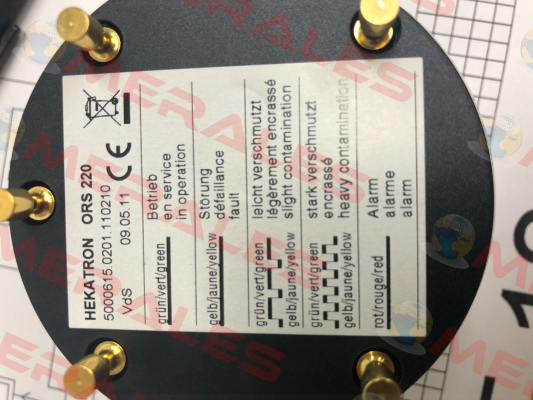 HEKATRON ORS 220
5000615.0201.110210
VdS 09.05.11 CE
grün/vert/green
Betrieb
en service
in operation
gelb/jaune/yellow
Störung
défaillance
fault
grün/vert/green
gelb/jaune/yellow
leicht verschmutzt
légèrement encrassé
slight contamination
grün/vert/green
gelb/jaune/yellow
stark verschmutzt
encrassé
heavy contamination
rot/rouge/red
Alarm
alarme
alarm
MERALES